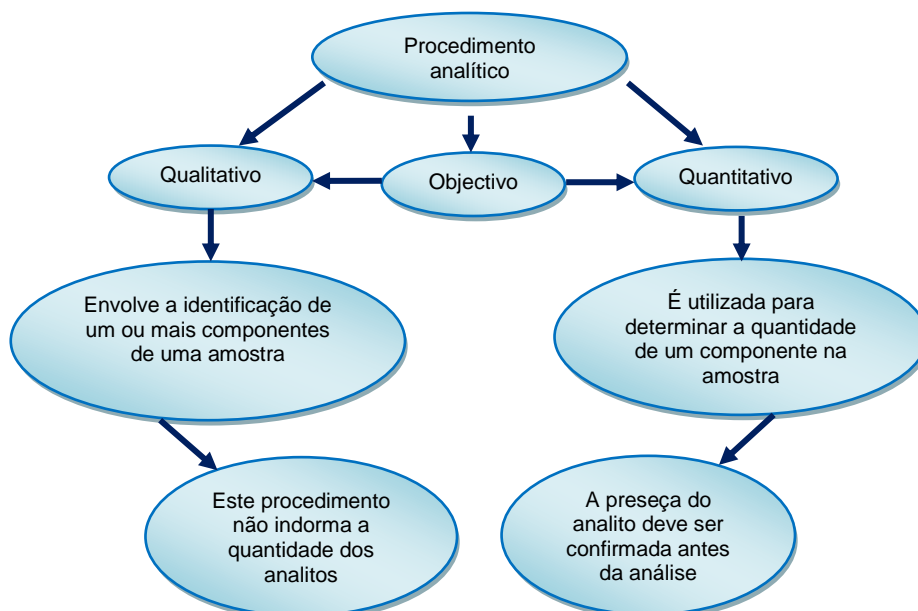 Procedimento
analítico
Qualitativo
Objectivo
Quantitativo
Envolve a identificação de
um ou mais componentes
de uma amostra
É utilizada para
determinar a quantidade
de um componente na
amostra
Este procedimento
não indorma a
quantidade dos
analitos
A preseça do
analito deve ser
confirmada antes
da análise